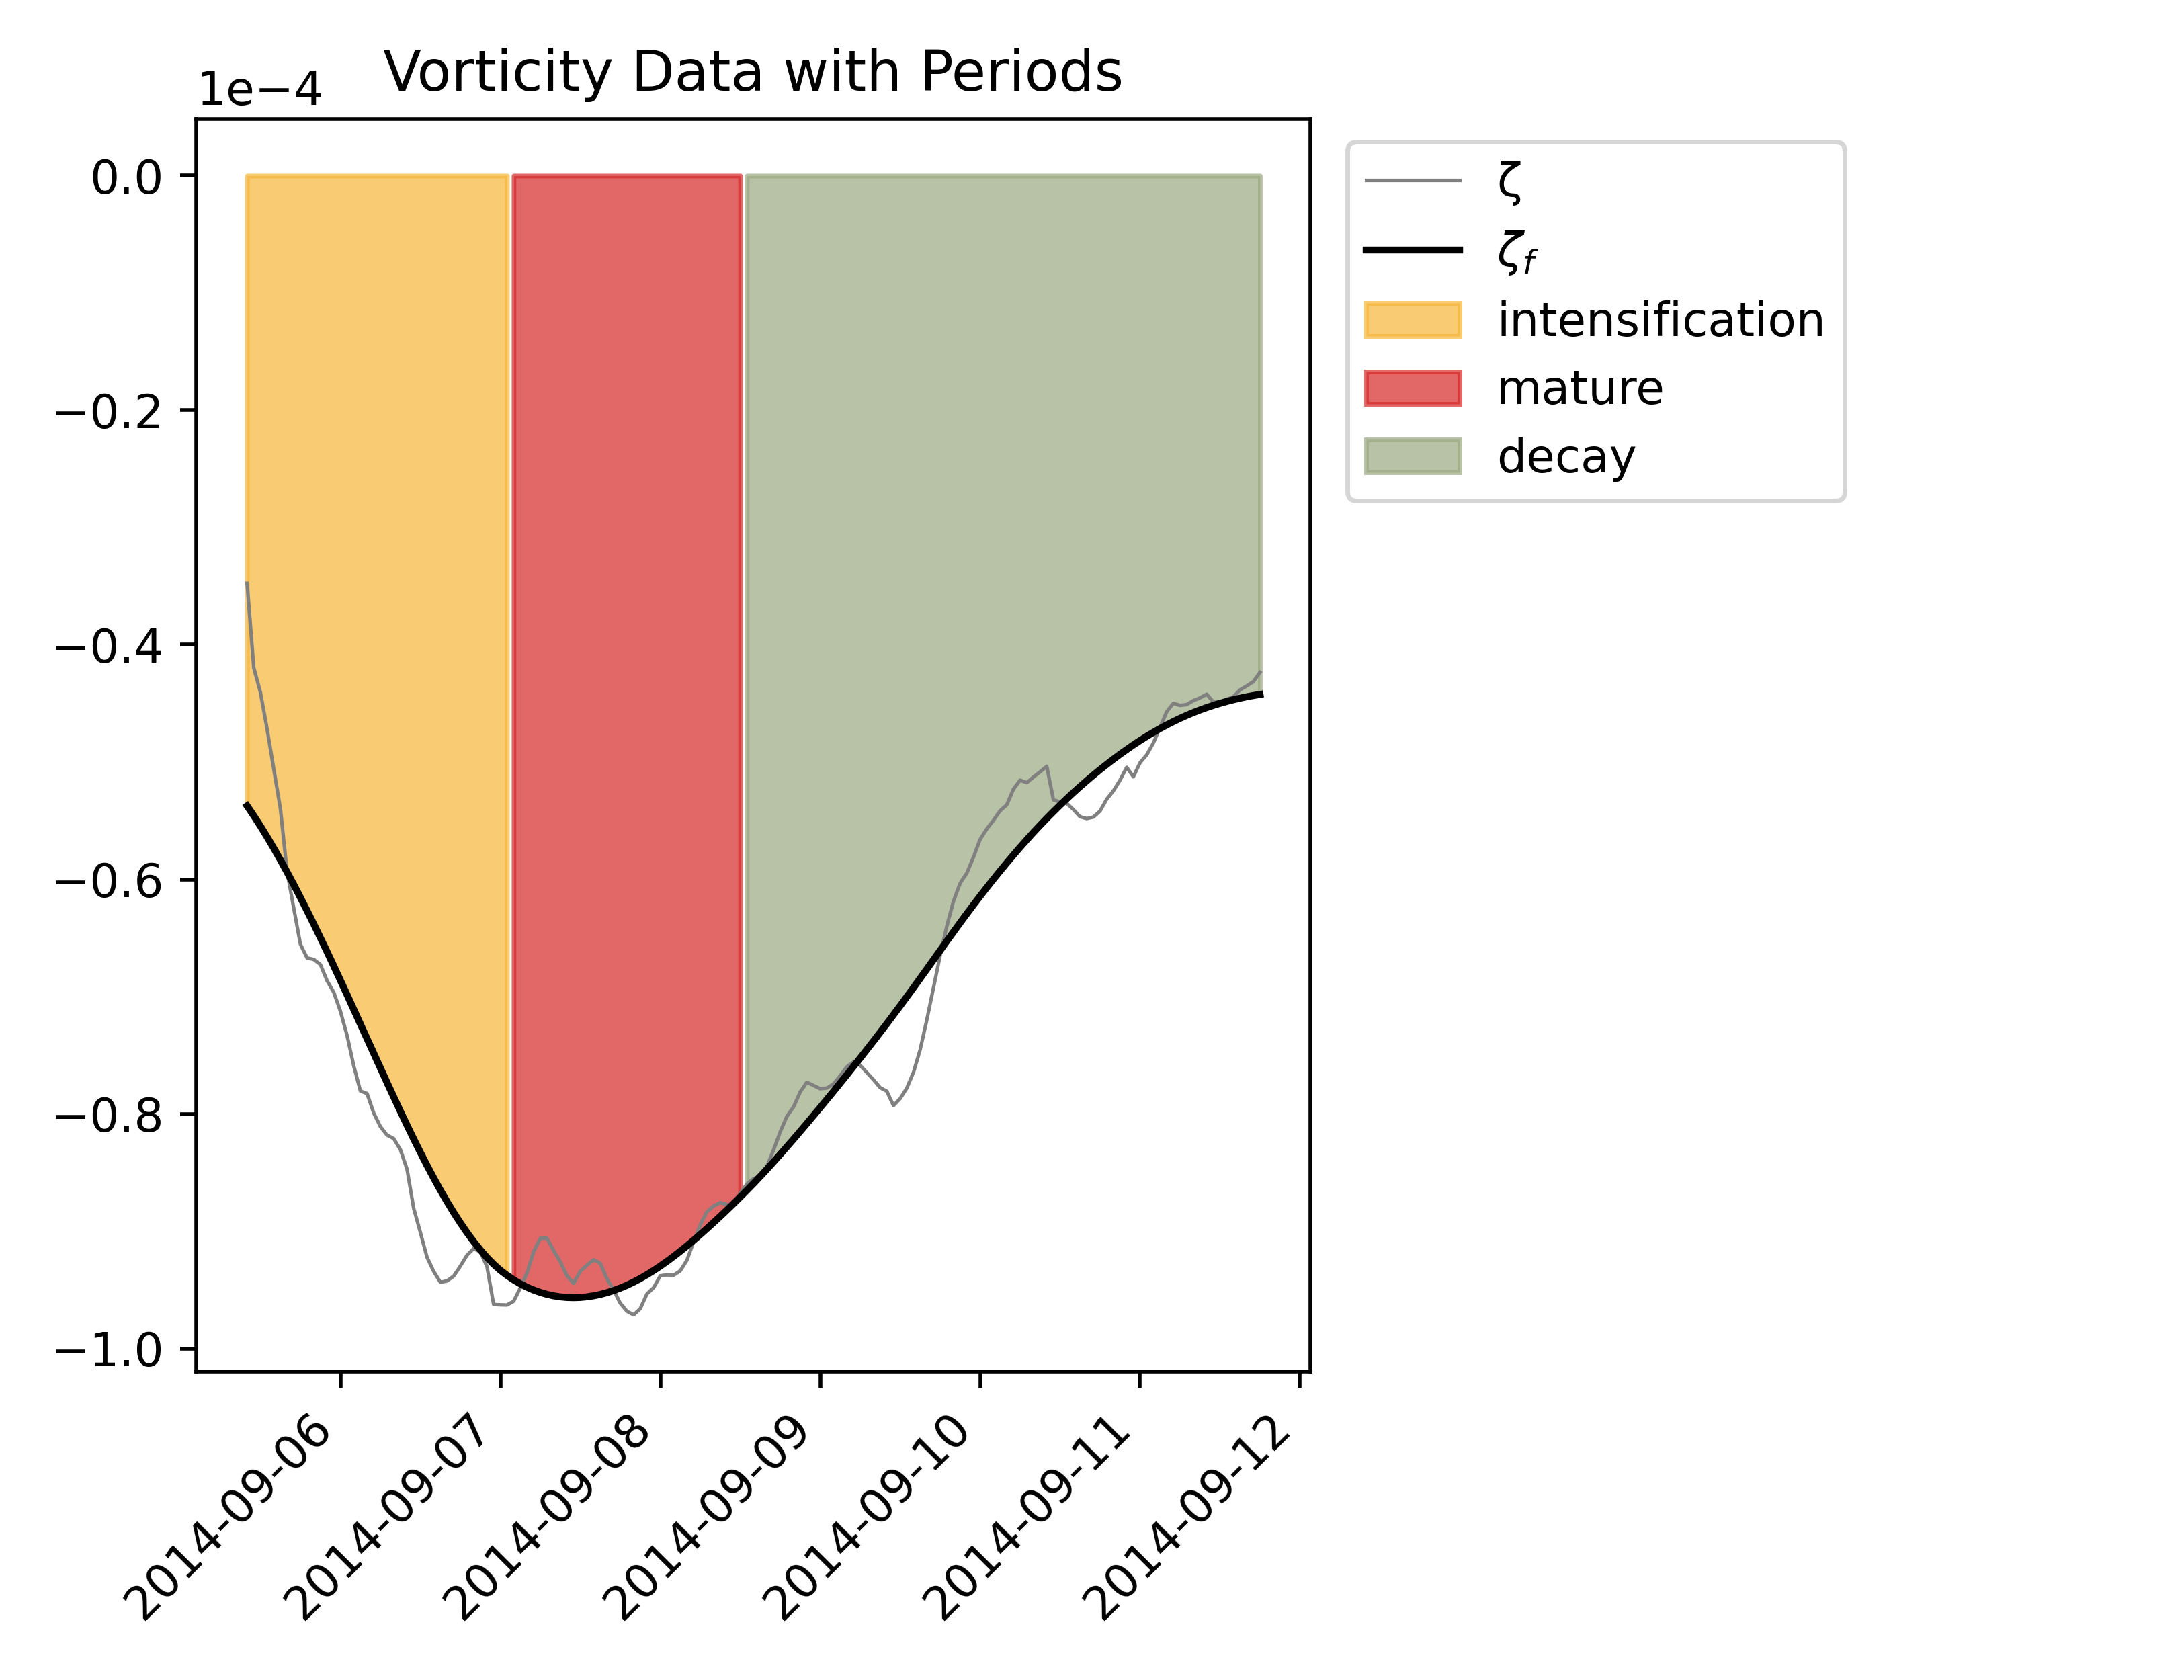 Vorticity Data with Periods
1e−4
0.0
−0.2
−0.4
−0.6
−0.8
−1.0
2014-09-06
2014-09-07
2014-09-08
2014-09-09
2014-09-10
2014-09-11
2014-09-12
ζ
ζf
intensification
mature
decay